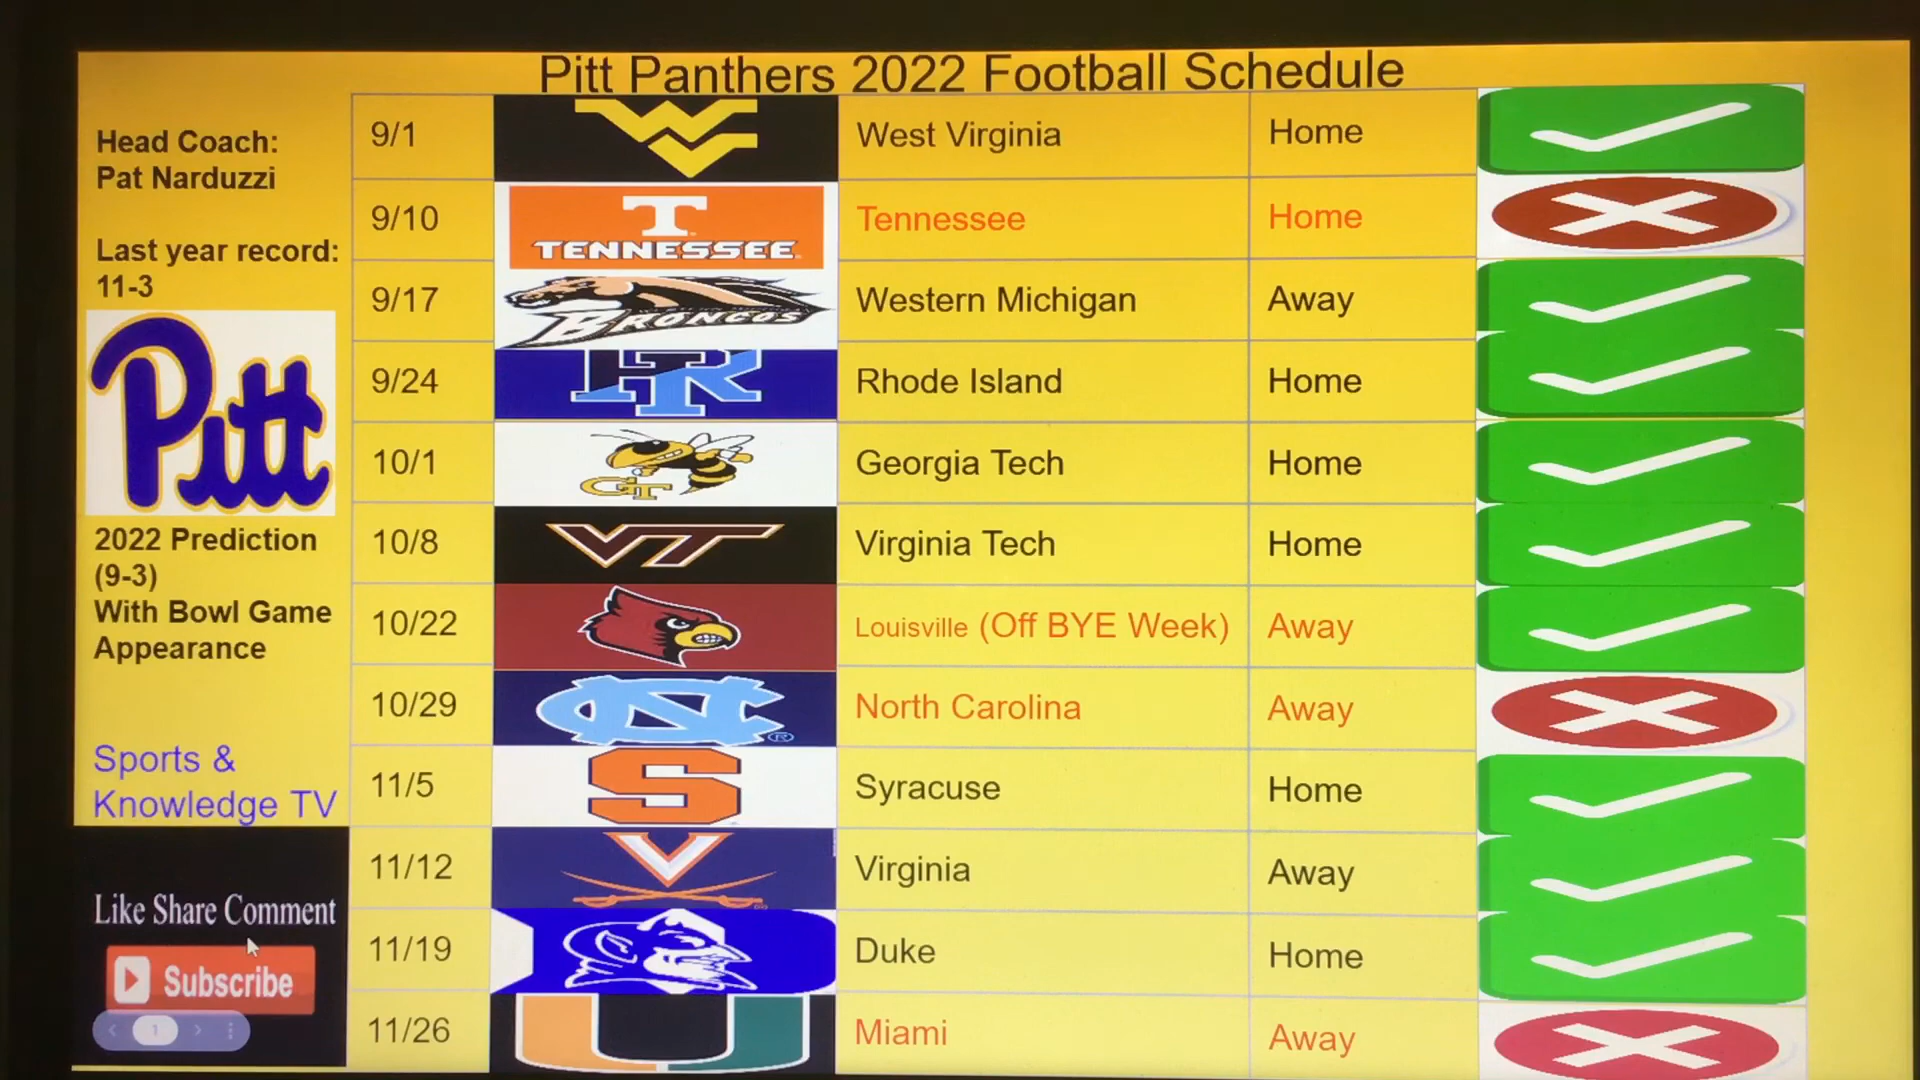 Pitt Panthers 2022 Football Schedule
Head Coach:
Pat Narduzzi
Last year record:
11-3
Pitt
2022 Prediction
(9-3)
With Bowl Game
Appearance
Sports &
Knowledge TV
Like Share Comment
Subscribe
1
9/1 WV West Virginia Home
9/10 T TENNESSEE Tennessee Home
9/17 BRONCOS Western Michigan Away
9/24 RI Rhode Island Home
10/1 GT Georgia Tech Home
10/8 VT Virginia Tech Home
10/22 Louisville (Off BYE Week) Away
10/29 NC North Carolina Away
11/5 S Syracuse Home
11/12 V Virginia Away
11/19 Duke Home
11/26 U Miami Away